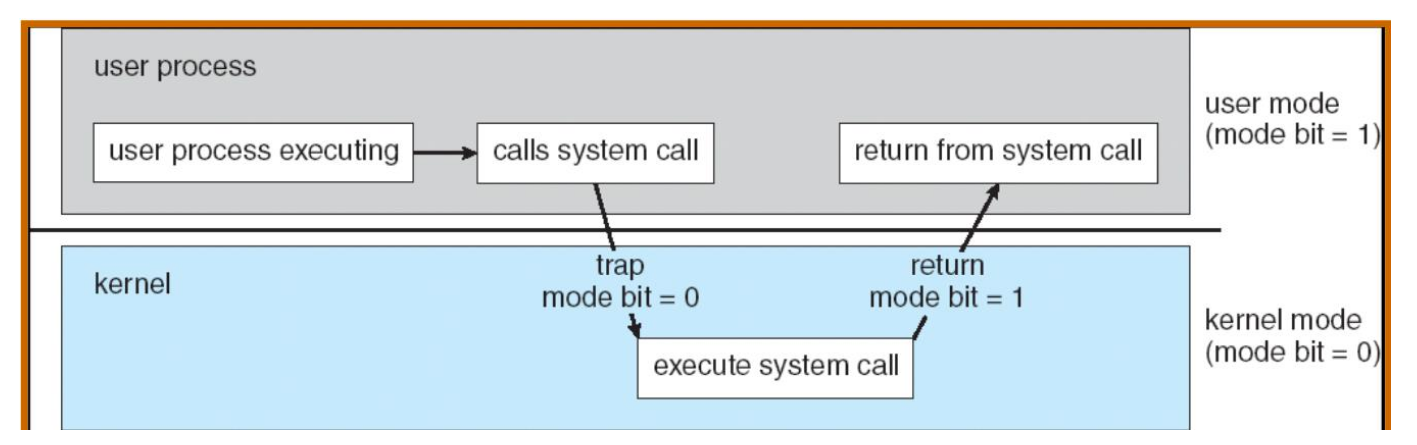 user process
user process executing
calls system call
return from system call
user mode
(mode bit = 1)
kernel
trap
mode bit = 0
return
mode bit = 1
execute system call
kernel mode
(mode bit = 0)